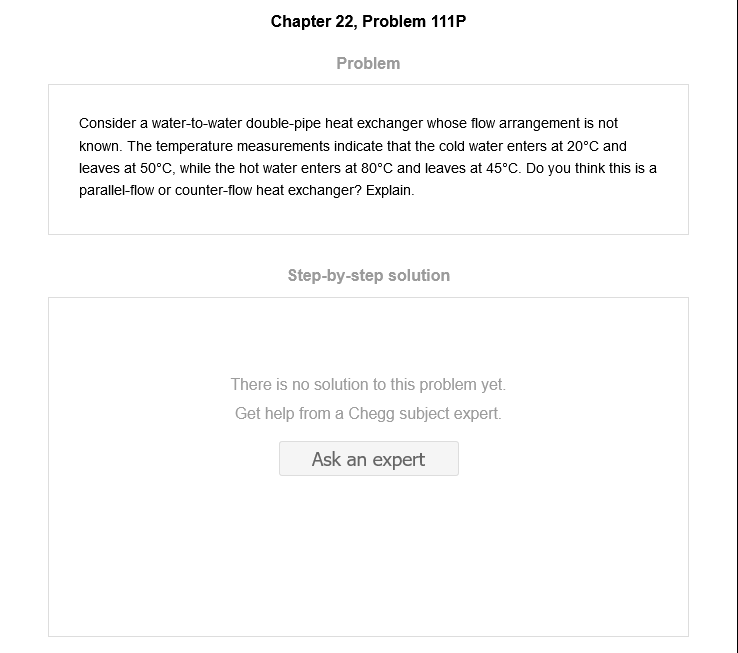 Chapter 22, Problem 111P
Problem
Consider a water-to-water double-pipe heat exchanger whose flow arrangement is not
known. The temperature measurements indicate that the cold water enters at 20°C and
leaves at 50°C, while the hot water enters at 80°C and leaves at 45°C. Do you think this is a
parallel-flow or counter-flow heat exchanger? Explain.
Step-by-step solution
There is no solution to this problem yet.
Get help from a Chegg subject expert.
Ask an expert